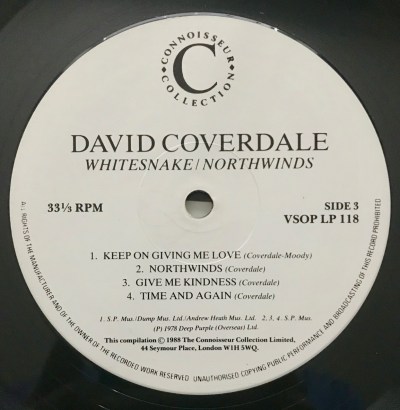 CONNOISSEUR
C
COLLECTION
DAVID COVERDALE
WHITESNAKE/NORTHWINDS
33⅓ RPM
SIDE 3
VSOP LP 118
1. KEEP ON GIVING ME LOVE (Coverdale-Moody)
2. NORTHWINDS (Coverdale)
3. GIVE ME KINDNESS (Coverdale)
4. TIME AND AGAIN (Coverdale)
1. S.P. Mus./Dump Mus. Ltd./Andrew Heath Mus. Ltd. 2, 3, 4. S.P. Mus.
(P) 1978 Deep Purple (Overseas) Ltd.
This compilation © 1988 The Connoisseur Collection Limited,
44 Seymour Place, London W1H 5WQ.
ALL RIGHTS OF THE MANUFACTURER AND OF THE OWNER OF THE RECORDED WORK RESERVED UNAUTHORISED COPYING PUBLIC PERFORMANCE AND BROADCASTING OF THIS RECORD PROHIBITED